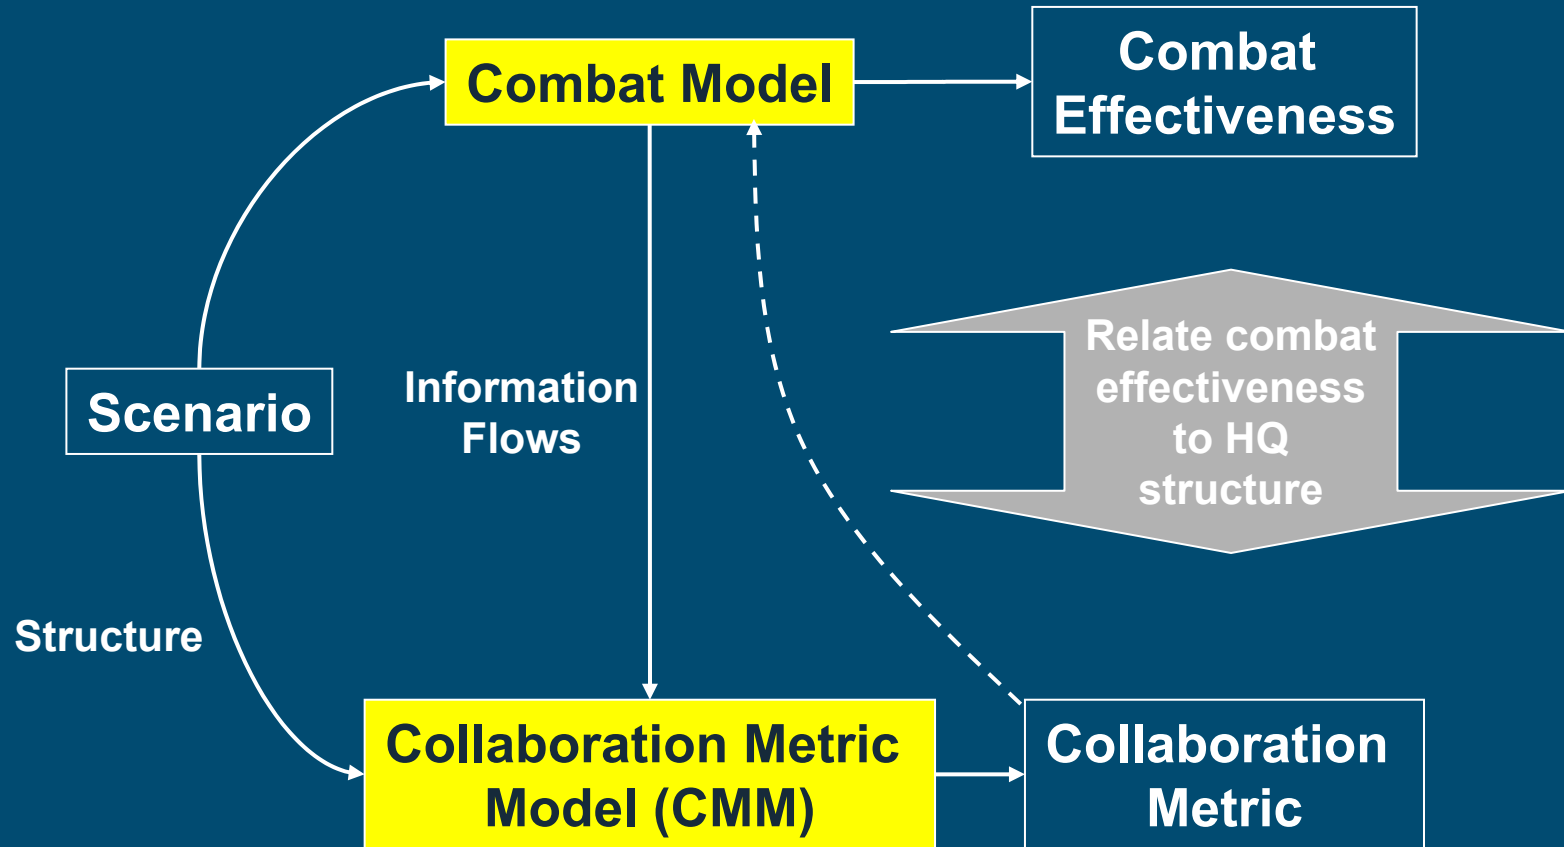 Combat Model
Combat
Effectiveness
Scenario
Information
Flows
Relate combat
effectiveness
to HQ
structure
Structure
Collaboration Metric
Model (CMM)
Collaboration
Metric